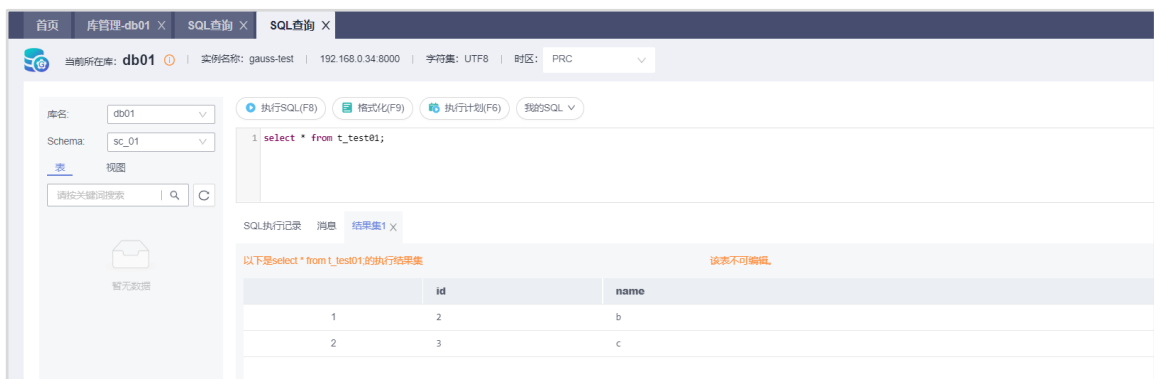 首页 库管理-db01 X SQL查询 X SQL查询 X
当前所在库: db01 实例名称: gauss-test | 192.168.0.34:8000 | 字符集: UTF8 | 时区: PRC
库名: db01
执行SQL(F8) 格式化(F9) 执行计划(F6) 我的SQL
Schema: sc_01
1 select * from t_test01;
表 视图
请按关键词搜索
SQL执行记录 消息 结果集1 X
以下是select * from t_test01;的执行结果集 该表不可编辑。
暂无数据
id name
1 2 b
2 3 c